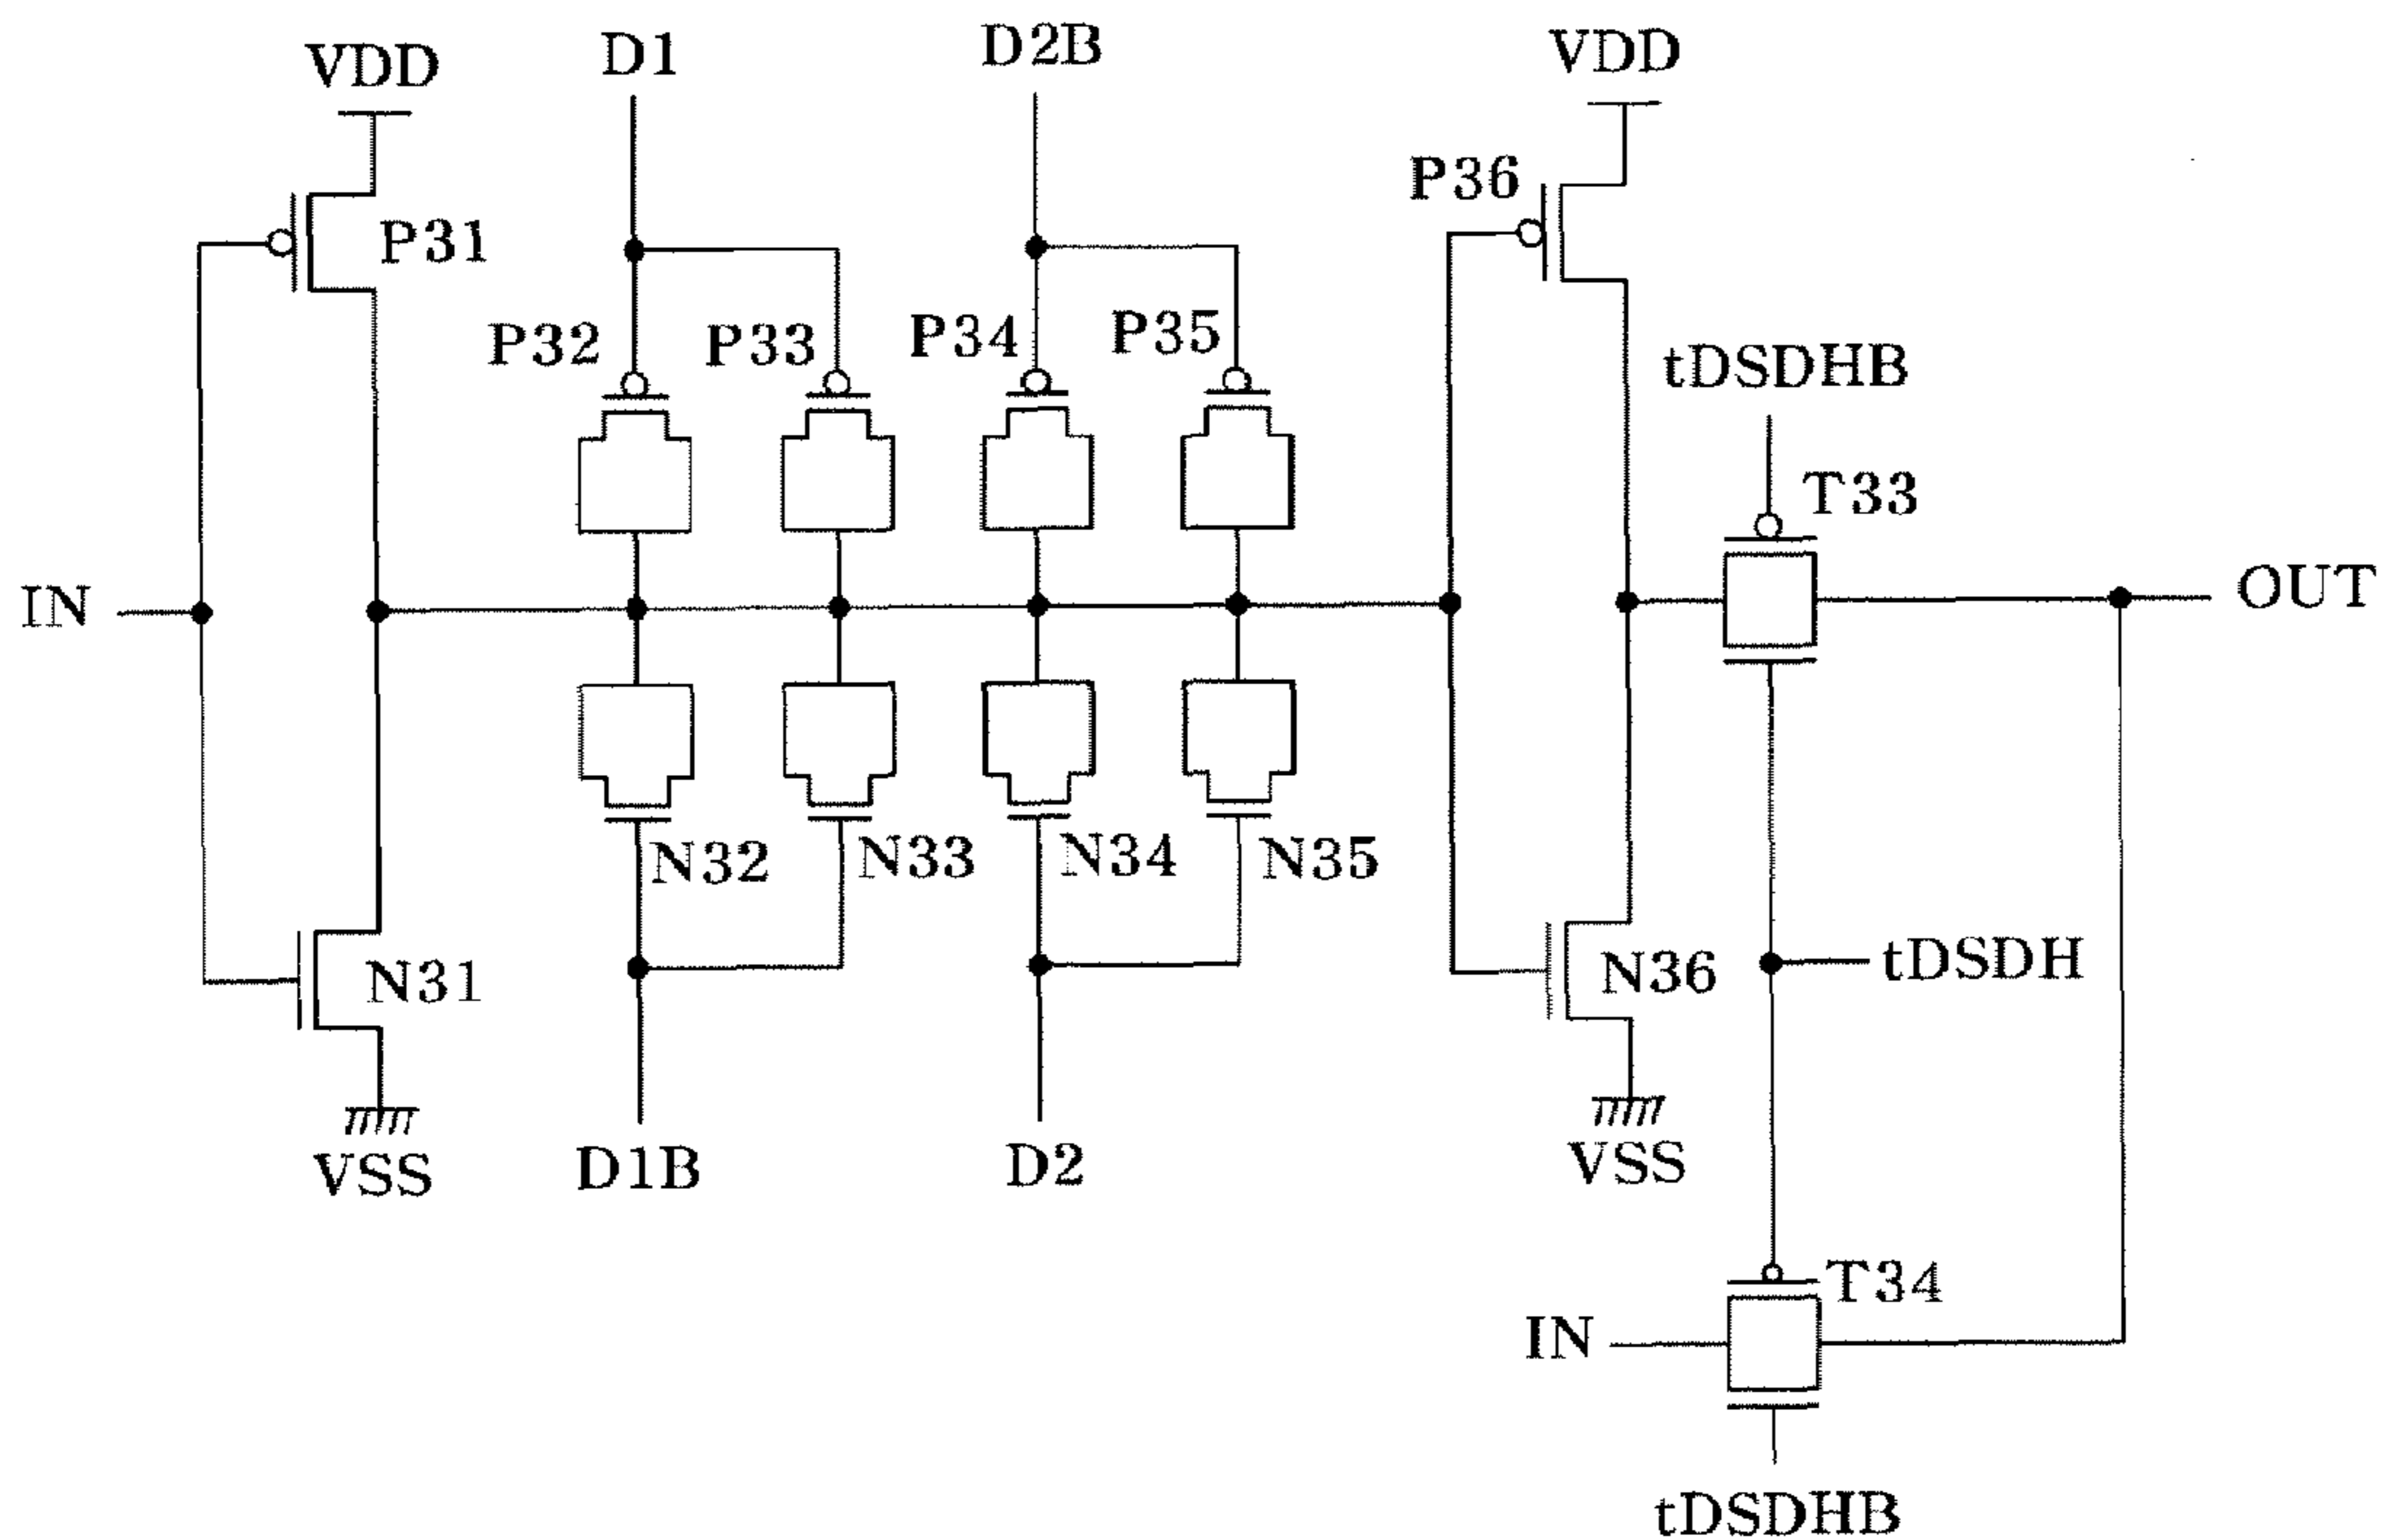 VDD
D1
D2B
VDD
P31
P32
P33
P34
P35
P36
tDSDHB
T33
IN
OUT
N31
N32
N33
N34
N35
N36
tDSDH
VSS
D1B
D2
VSS
T34
IN
tDSDHB